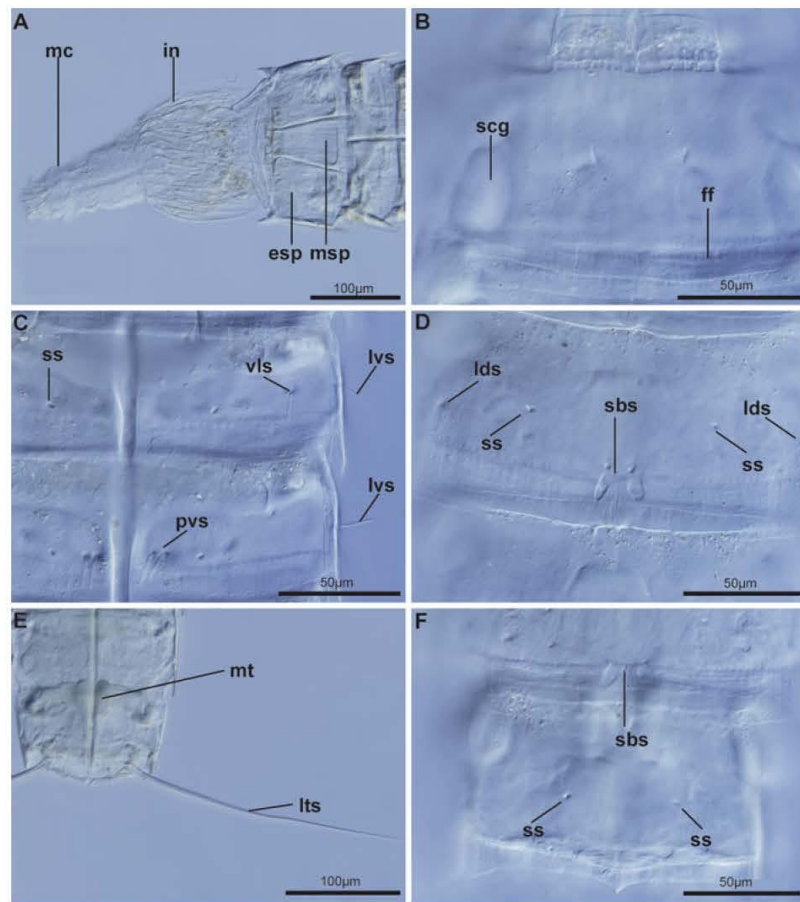 A
mc
in
esp
msp
100µm
B
scg
ff
50µm
C
ss
vls
lvs
lvs
pvs
50µm
D
lds
ss
sbs
lds
ss
50µm
E
mt
lts
100µm
F
sbs
ss
ss
50µm